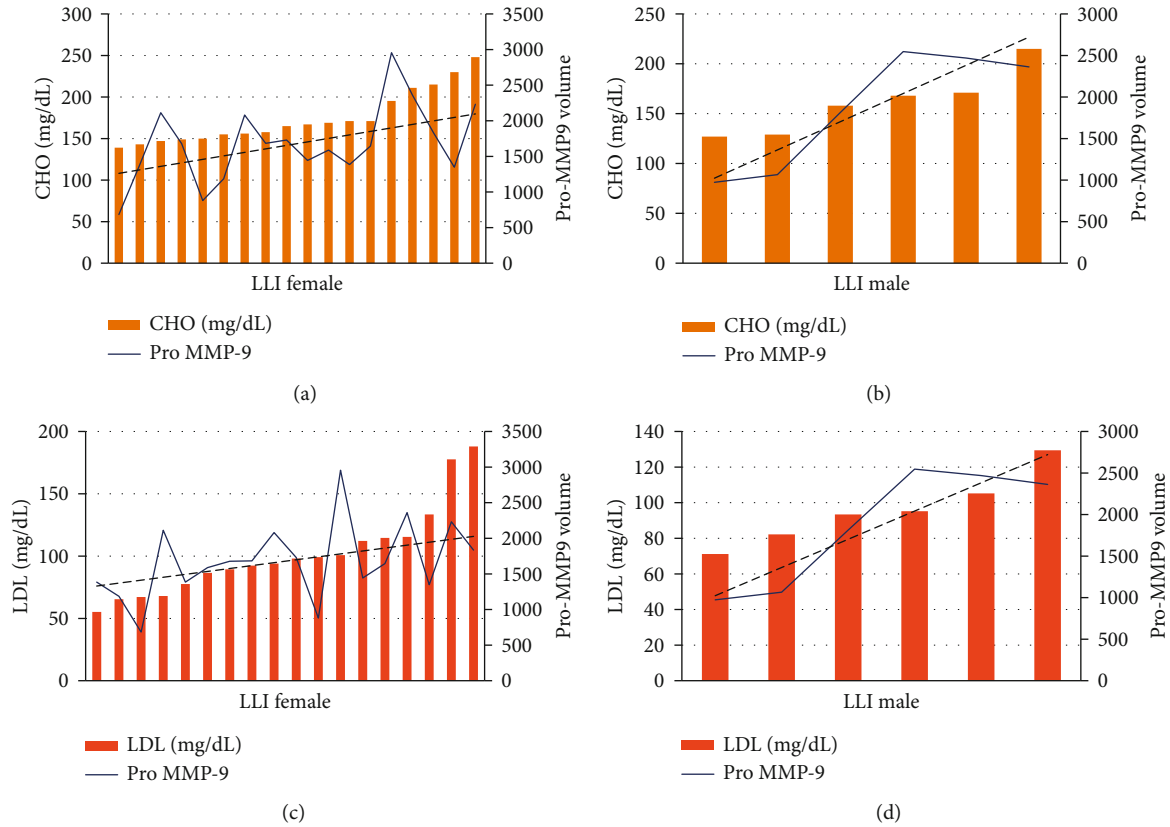 300
250
200
150
100
50
0
CHO (mg/dL)
3500
3000
2500
2000
1500
1000
500
0
Pro-MMP9 volume
LLI female
CHO (mg/dL)
Pro MMP-9
(a)
250
200
150
100
50
0
CHO (mg/dL)
3000
2500
2000
1500
1000
500
0
Pro-MMP9 volume
LLI male
CHO (mg/dL)
Pro MMP-9
(b)
200
150
100
50
0
LDL (mg/dL)
3500
3000
2500
2000
1500
1000
500
0
Pro-MMP9 volume
LLI female
LDL (mg/dL)
Pro MMP-9
(c)
140
120
100
80
60
40
20
0
LDL (mg/dL)
3000
2500
2000
1500
1000
500
0
Pro-MMP9 volume
LLI male
LDL (mg/dL)
Pro MMP-9
(d)